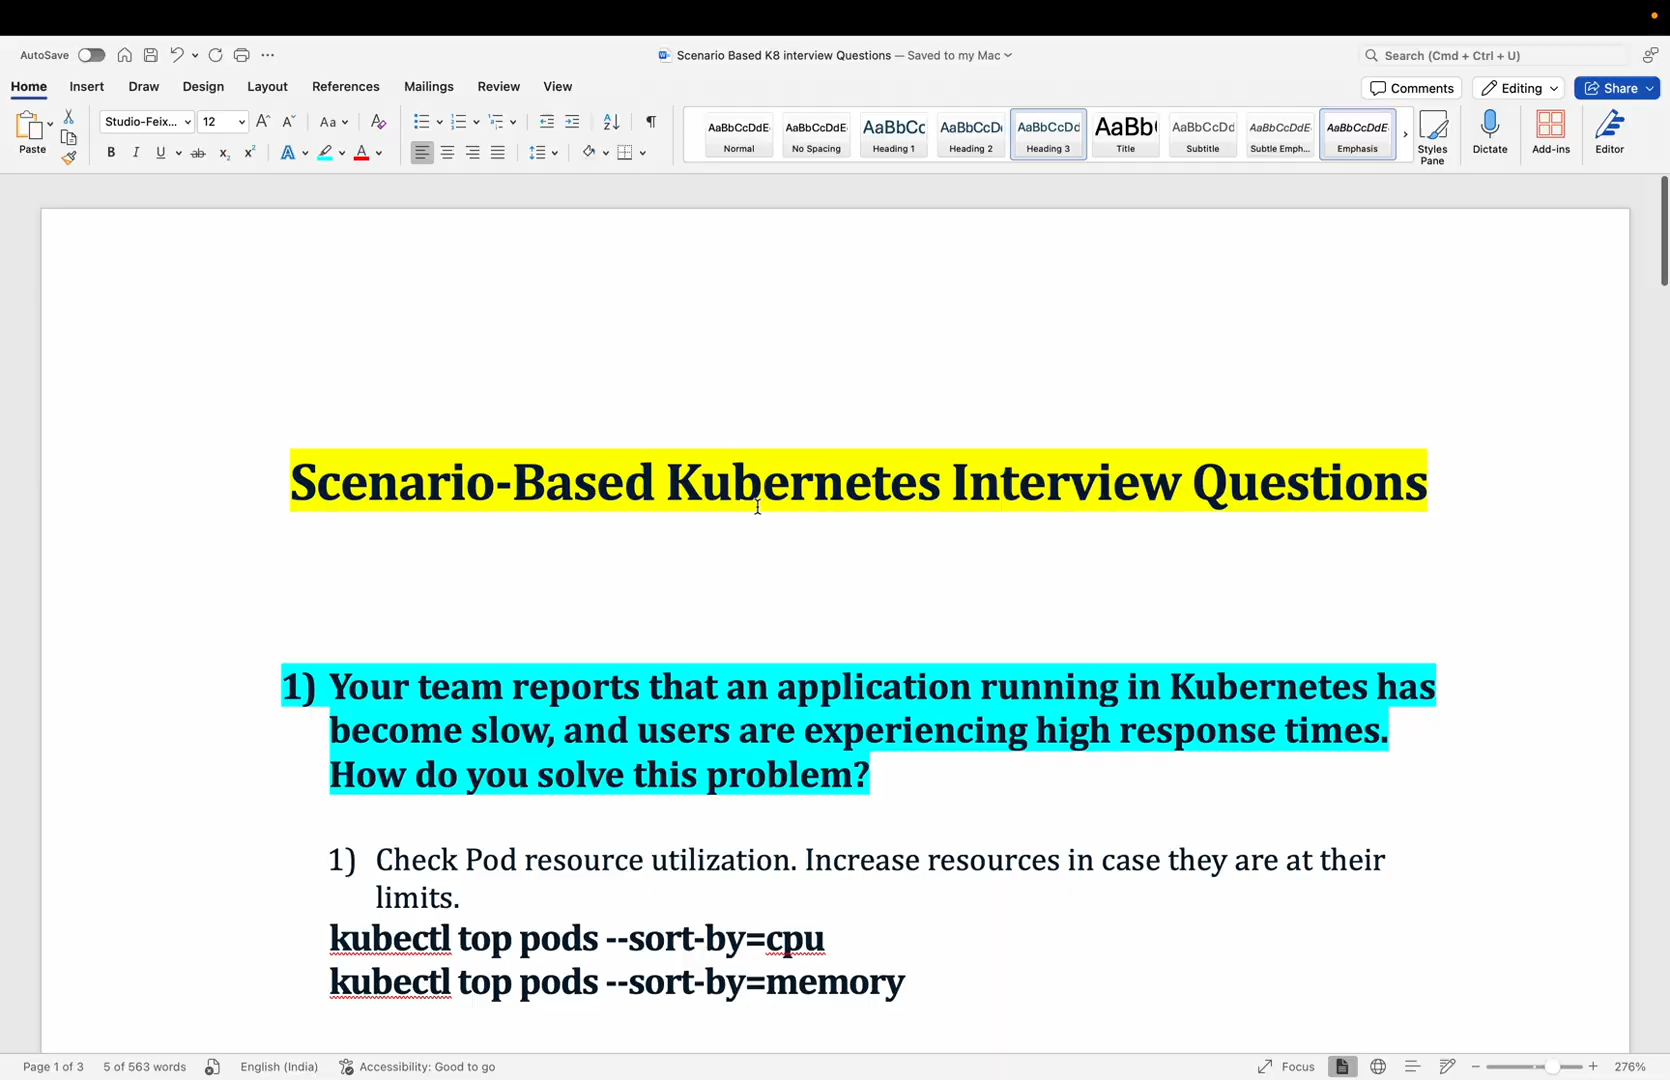 AutoSave
Scenario Based K8 interview Questions — Saved to my Mac
Search (Cmd + Ctrl + U)
Home Insert Draw Design Layout References Mailings Review View
Comments Editing Share
Paste
Studio-Feix... 12
AaBbCcDdE AaBbCcDdE AaBbCc AaBbCcDc AaBbCcDd AaBb( AaBbCcDd AaBbCcDdE AaBbCcDdE
Normal No Spacing Heading 1 Heading 2 Heading 3 Title Subtitle Subtle Emph... Emphasis
Styles Pane
Dictate
Add-ins
Editor
Scenario-Based Kubernetes Interview Questions
1) Your team reports that an application running in Kubernetes has
become slow, and users are experiencing high response times.
How do you solve this problem?
1) Check Pod resource utilization. Increase resources in case they are at their
limits.
kubectl top pods --sort-by=cpu
kubectl top pods --sort-by=memory
Page 1 of 3 5 of 563 words English (India) Accessibility: Good to go Focus 276%